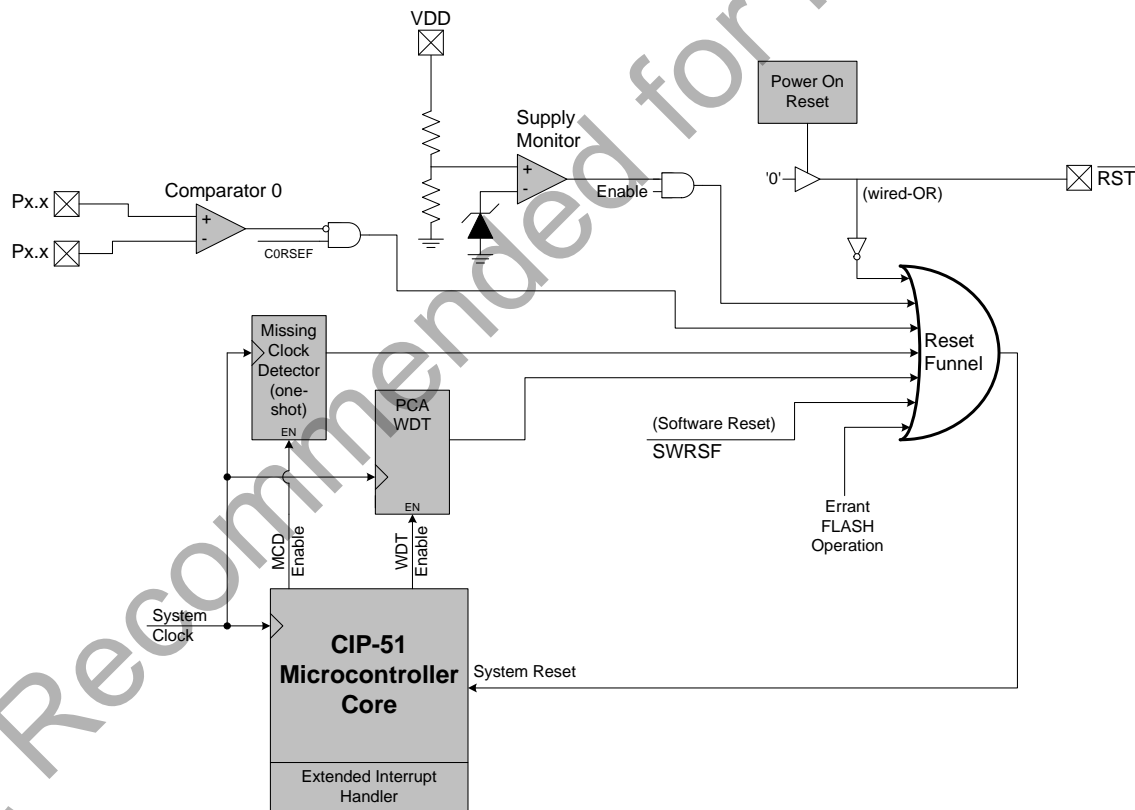 VDD
Power On
Reset
Supply
Monitor
+
-
Enable
'0'
(wired-OR)
RST
Px.x
Px.x
Comparator 0
+
-
C0RSEF
Missing
Clock
Detector
(one-
shot)
EN
PCA
WDT
EN
Reset
Funnel
(Software Reset)
SWRSF
Errant
FLASH
Operation
MCD
Enable
WDT
Enable
System
Clock
CIP-51
Microcontroller
Core
System Reset
Extended Interrupt
Handler
Recommended for